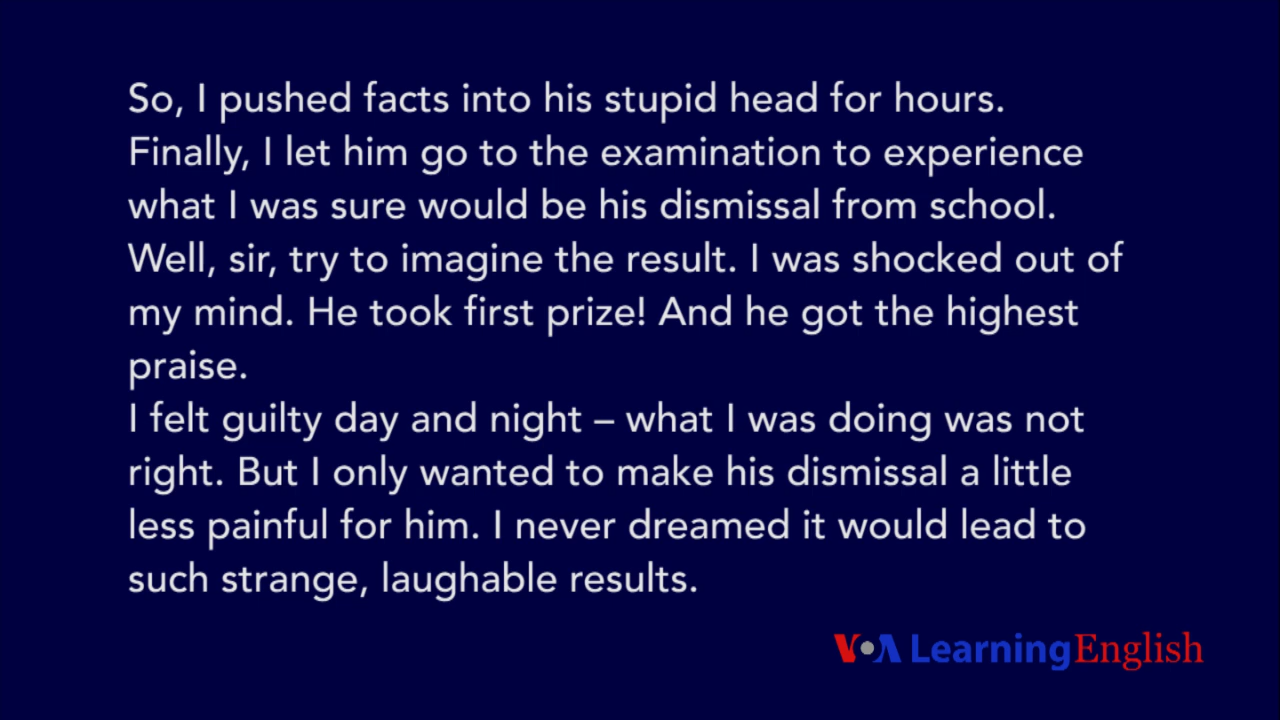 So, I pushed facts into his stupid head for hours.
Finally, I let him go to the examination to experience
what I was sure would be his dismissal from school.
Well, sir, try to imagine the result. I was shocked out of
my mind. He took first prize! And he got the highest
praise.
I felt guilty day and night – what I was doing was not
right. But I only wanted to make his dismissal a little
less painful for him. I never dreamed it would lead to
such strange, laughable results.
VOA Learning English